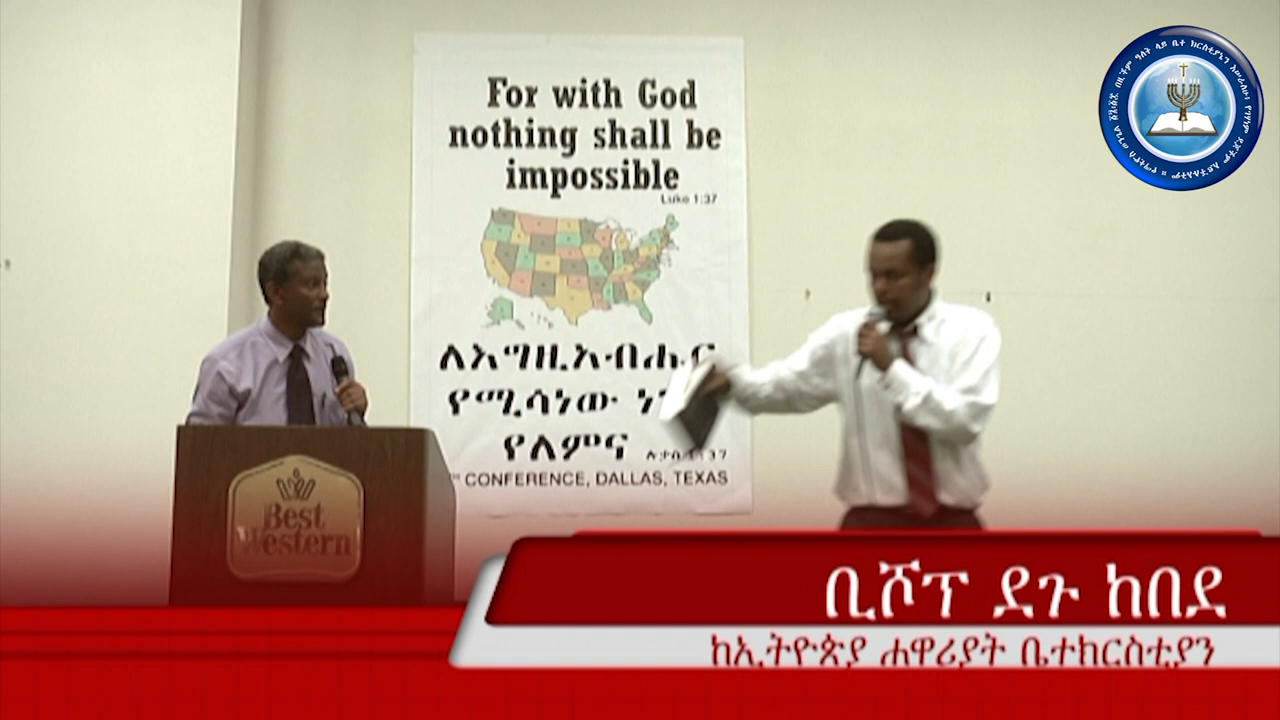 For with God
nothing shall be
impossible
Luke 1:37
ለእግዚአብሔር
የሚሳነው
የለምና
CONFERENCE, DALLAS, TEXAS
Best
Western
ቢሾፕ ደጉ ከበደ
ከኢትዮጵያ ሐዋሪያት ቤተክርስቲያን